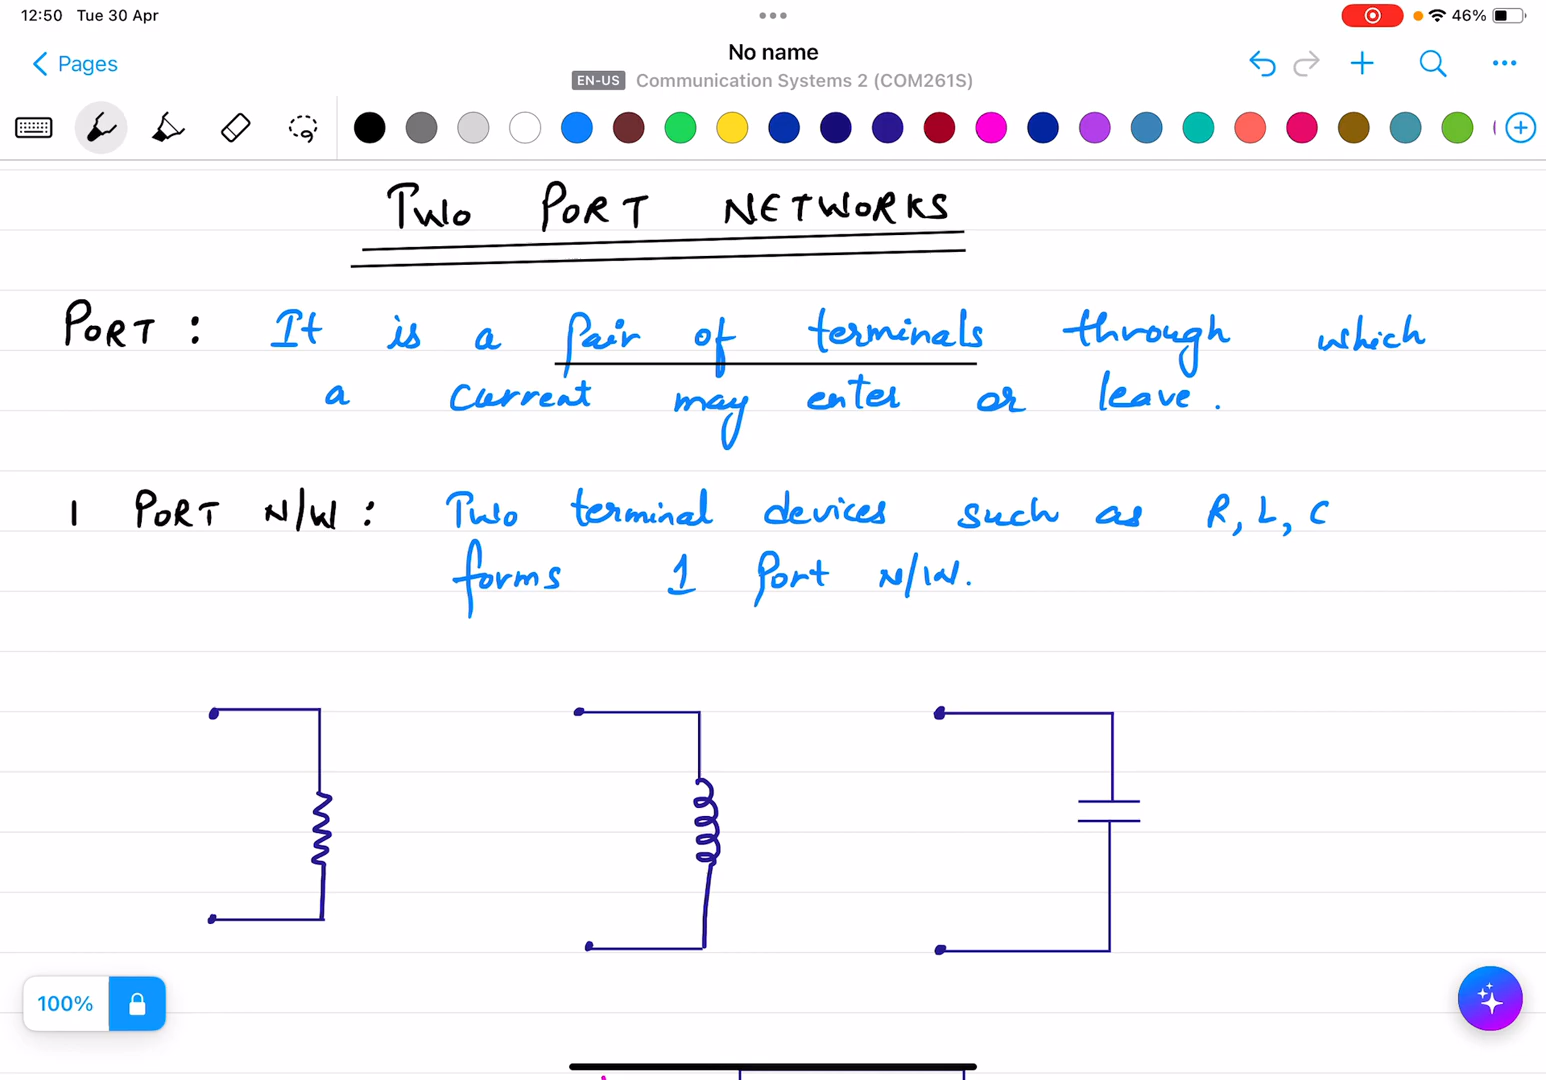 12:50 Tue 30 Apr
46%
Pages
No name
EN-US Communication Systems 2 (COM261S)
Two PORT NETWORKS
PORT : It is a pair of terminals through which
a current may enter or leave.
1 PORT N/W : Two terminal devices such as R, L, C
forms 1 Port N/W.
100%